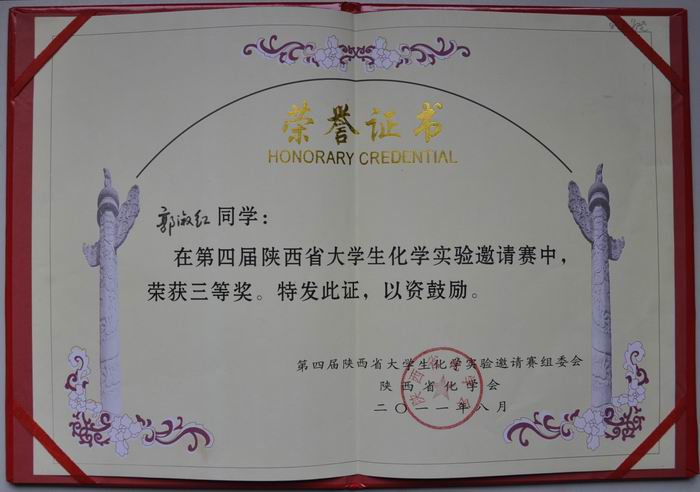 荣誉证书
HONORARY CREDENTIAL
郭淑红同学：
在第四届陕西省大学生化学实验邀请赛中，
荣获三等奖。特发此证，以资鼓励。
第四届陕西省大学生化学实验邀请赛组委会
陕西省化学会
二〇一一年八月